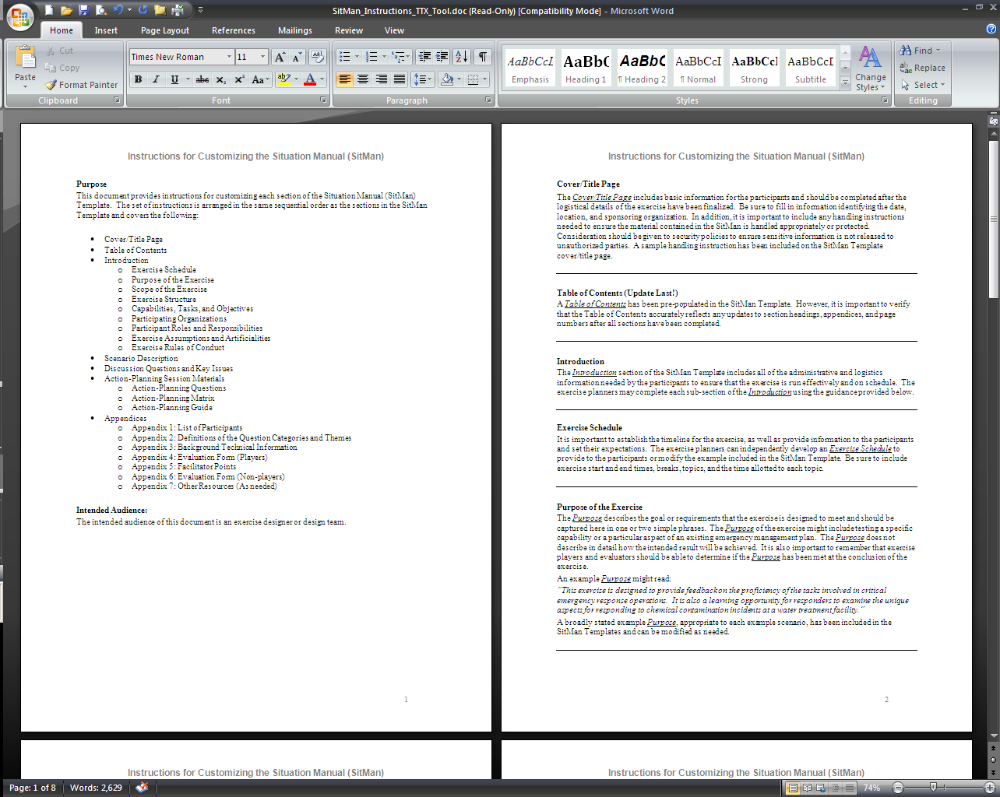 SitMan_Instructions_TTX_Tool.doc (Read-Only) [Compatibility Mode] - Microsoft Word
Home Insert Page Layout References Mailings Review View
Paste
Cut
Copy
Format Painter
Clipboard
Times New Roman 11
B I U abc X₂ X² Aa
Font
Paragraph
AaBbCcI AaBbC AaBbC AaBbCcI AaBbCcI AaBbCcI
Emphasis Heading 1 ¶ Heading 2 ¶ Normal Strong Subtitle
Change
Styles
Styles
Find
Replace
Select
Editing
Instructions for Customizing the Situation Manual (SitMan)
Purpose
This document provides instructions for customizing each section of the Situation Manual (SitMan)
Template. The set of instructions is arranged in the same sequential order as the sections in the SitMan
Template and covers the following:
• Cover/Title Page
• Table of Contents
• Introduction
o Exercise Schedule
o Purpose of the Exercise
o Scope of the Exercise
o Exercise Structure
o Capabilities, Tasks, and Objectives
o Participating Organizations
o Participant Roles and Responsibilities
o Exercise Assumptions and Artificialities
o Exercise Rules of Conduct
• Scenario Description
• Discussion Questions and Key Issues
• Action-Planning Session Materials
o Action-Planning Questions
o Action-Planning Matrix
o Action-Planning Guide
• Appendices
o Appendix 1: List of Participants
o Appendix 2: Definitions of the Question Categories and Themes
o Appendix 3: Background Technical Information
o Appendix 4: Evaluation Form (Players)
o Appendix 5: Facilitator Points
o Appendix 6: Evaluation Form (Non-players)
o Appendix 7: Other Resources (As needed)
Intended Audience:
The intended audience of this document is an exercise designer or design team.
1
Instructions for Customizing the Situation Manual (SitMan)
Cover/Title Page
The Cover/Title Page includes basic information for the participants and should be completed after the
logistical details of the exercise have been finalized. Be sure to fill in information identifying the date,
location, and sponsoring organization. In addition, it is important to include any handling instructions
needed to ensure the material contained in the SitMan is handled appropriately or protected.
Consideration should be given to security policies to ensure sensitive information is not released to
unauthorized parties. A sample handling instruction has been included on the SitMan Template
cover/title page.
Table of Contents (Update Last!)
A Table of Contents has been pre-populated in the SitMan Template. However, it is important to verify
that the Table of Contents accurately reflects any updates to section headings, appendices, and page
numbers after all sections have been completed.
Introduction
The Introduction section of the SitMan Template includes all of the administrative and logistics
information needed by the participants to ensure that the exercise is run effectively and on schedule. The
exercise planners may complete each sub-section of the Introduction using the guidance provided below.
Exercise Schedule
It is important to establish the timeline for the exercise, as well as provide information to the participants
and set their expectations. The exercise planners can independently develop an Exercise Schedule to
provide to the participants or modify the example included in the SitMan Template. Be sure to include
exercise start and end times, breaks, topics, and the time allotted to each topic.
Purpose of the Exercise
The Purpose describes the goal or requirements that the exercise is designed to meet and should be
captured here in one or two simple phrases. The Purpose of the exercise might include testing a specific
capability or a particular aspect of an existing emergency management plan. The Purpose does not
describe in detail how the intended result will be achieved. It is also important to remember that exercise
players and evaluators should be able to determine if the Purpose has been met at the conclusion of the
exercise.
An example Purpose might read:
"This exercise is designed to provide feedback on the proficiency of the tasks involved in critical
emergency response operations. It is also a learning opportunity for responders to examine the unique
aspects for responding to chemical contamination incidents at a water treatment facility."
A broadly stated example Purpose, appropriate to each example scenario, has been included in the
SitMan Templates and can be modified as needed.
2
Instructions for Customizing the Situation Manual (SitMan)
Instructions for Customizing the Situation Manual (SitMan)
Page: 1 of 8 Words: 2,629 74%